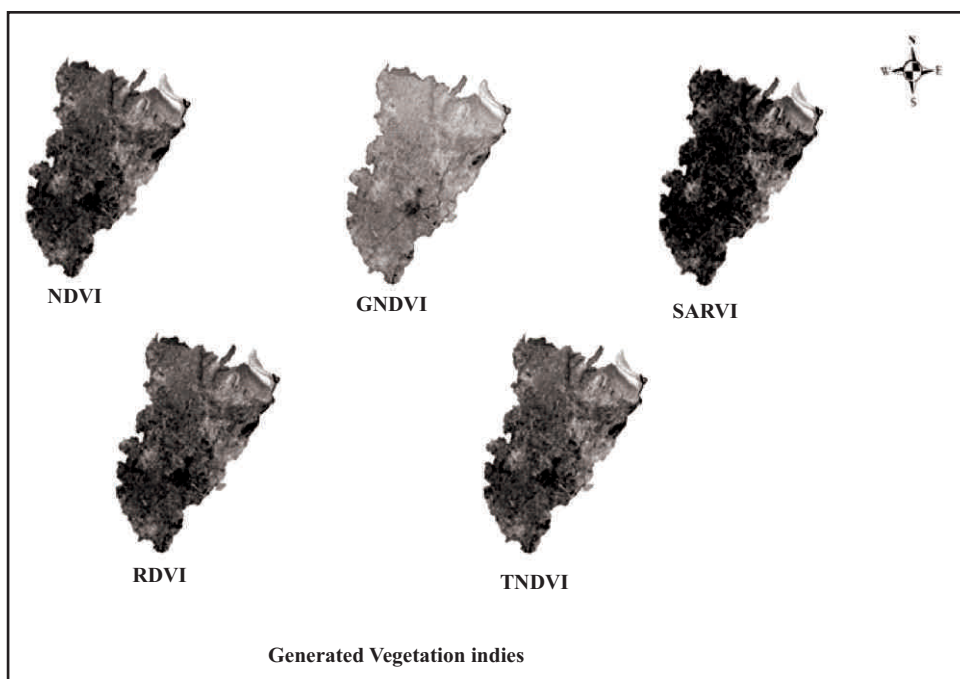 N
W E
S
NDVI
GNDVI
SARVI
RDVI
TNDVI
Generated Vegetation indies